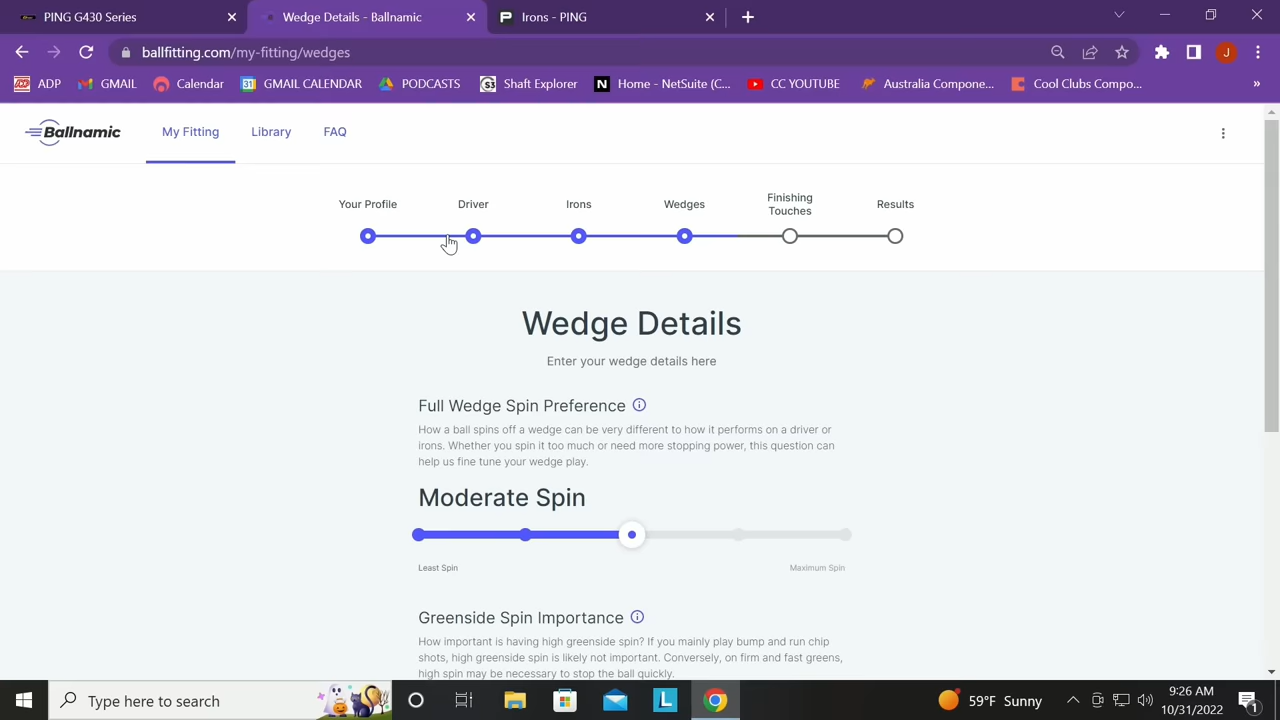 PING G430 Series
Wedge Details - Ballnamic
Irons - PING
ballfitting.com/my-fitting/wedges
J
ADP
GMAIL
31
GMAIL CALENDAR
Calendar
PODCASTS
Shaft Explorer
Home - NetSuite (C...
CC YOUTUBE
Australia Compone...
Cool Clubs Compo...
»
Ballnamic
My Fitting
Library
FAQ
Your Profile
Driver
Irons
Wedges
Finishing
Touches
Results
Wedge Details
Enter your wedge details here
Full Wedge Spin Preference
How a ball spins off a wedge can be very different to how it performs on a driver or
irons. Whether you spin it too much or need more stopping power, this question can
help us fine tune your wedge play.
Moderate Spin
Least Spin
Maximum Spin
Greenside Spin Importance
How important is having high greenside spin? If you mainly play bump and run chip
shots, high greenside spin is likely not important. Conversely, on firm and fast greens,
high spin may be necessary to stop the ball quickly.
Type here to search
L
59°F Sunny
9:26 AM
10/31/2022
1